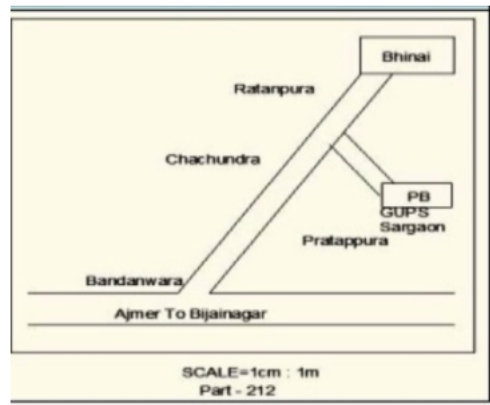 Bhinai
Ratanpura
Chachundra
PB
GUPS
Sargaon
Pratappura
Bandanwara
Ajmer To Bijainagar
SCALE=1cm : 1m
Part - 212